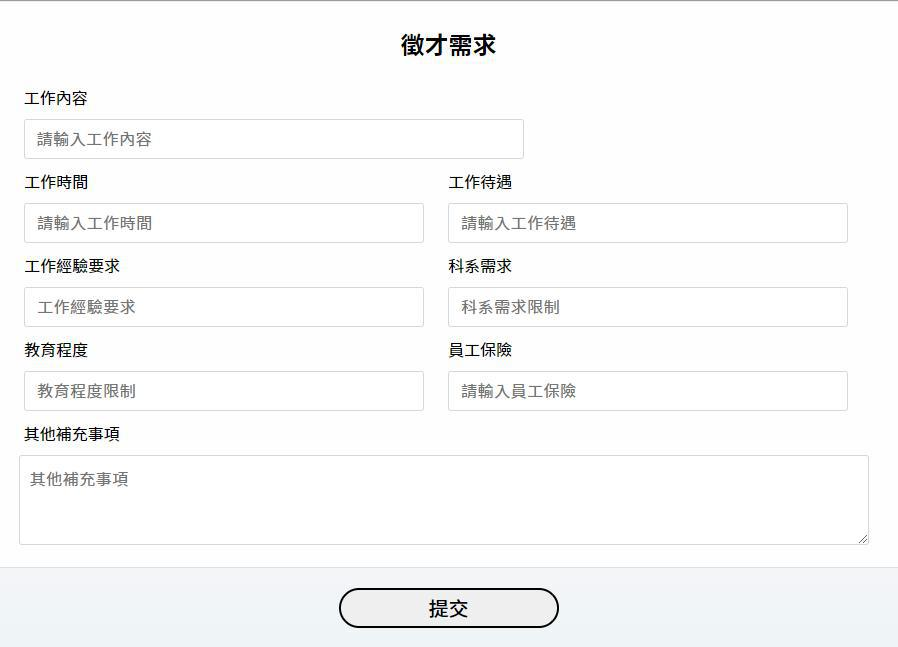 徵才需求
工作內容
請輸入工作內容
工作時間
工作待遇
請輸入工作時間
請輸入工作待遇
工作經驗要求
科系需求
工作經驗要求
科系需求限制
教育程度
員工保險
教育程度限制
請輸入員工保險
其他補充事項
其他補充事項
提交